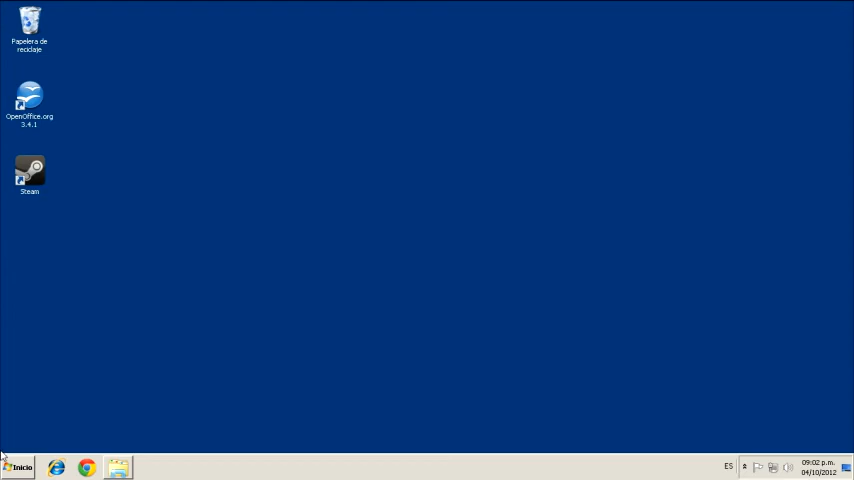 Papelera de
reciclaje
OpenOffice.org
3.4.1
Steam
Inicio
ES
09:02 p.m.
04/10/2012